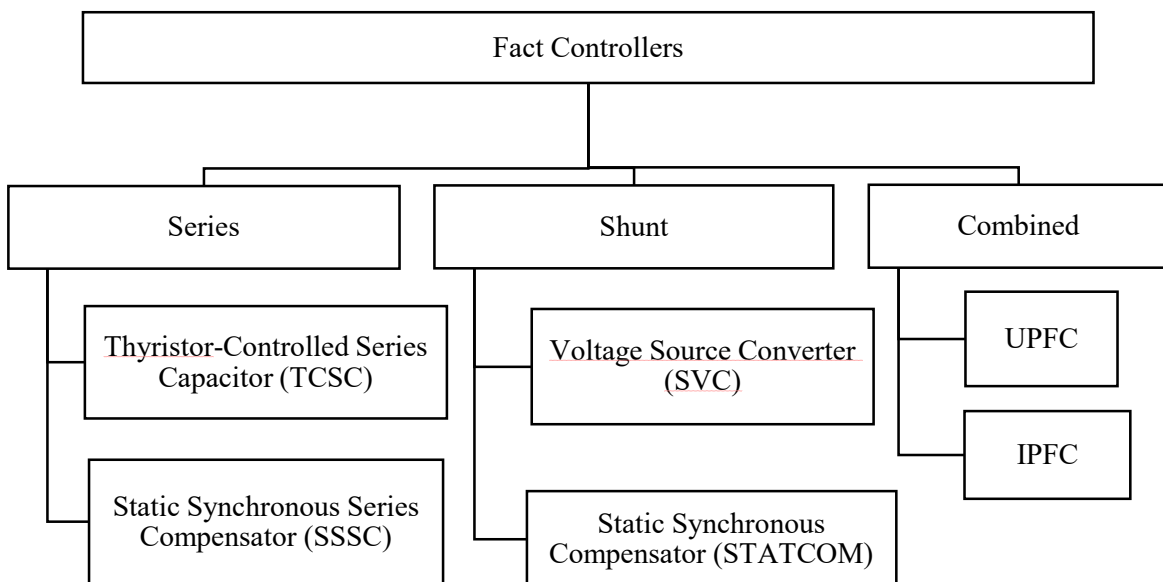 Fact Controllers
Series
Shunt
Combined
Thyristor-Controlled Series
Capacitor (TCSC)
Voltage Source Converter
(SVC)
UPFC
IPFC
Static Synchronous Series
Compensator (SSSC)
Static Synchronous
Compensator (STATCOM)